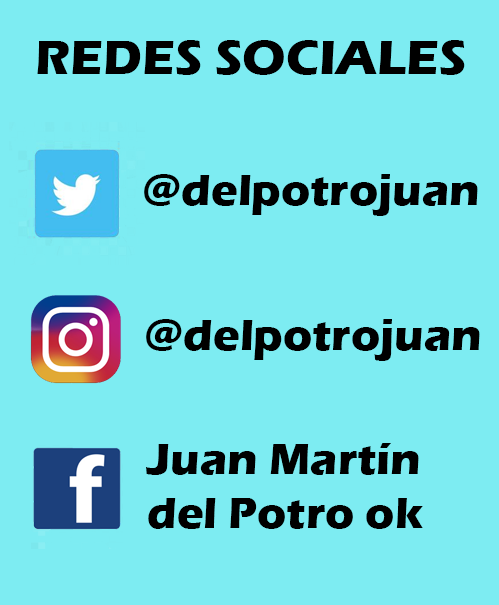 REDES SOCIALES
@delpotrojuan
@delpotrojuan
Juan Martín
del Potro ok